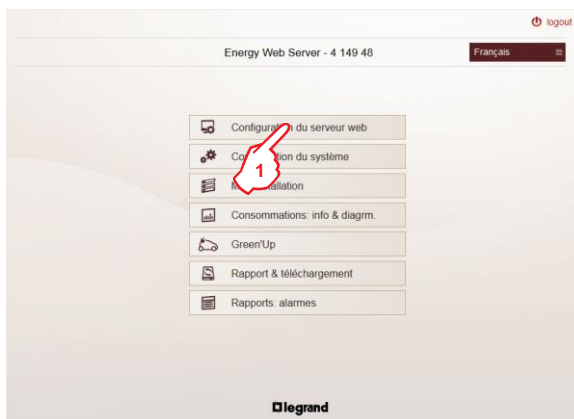 logout
Energy Web Server - 4 149 48
Français
Configuration du serveur web
du système
1
Consommations: info & diagrm.
Green'Up
Rapport & téléchargement
Rapports: alarmes
legrand